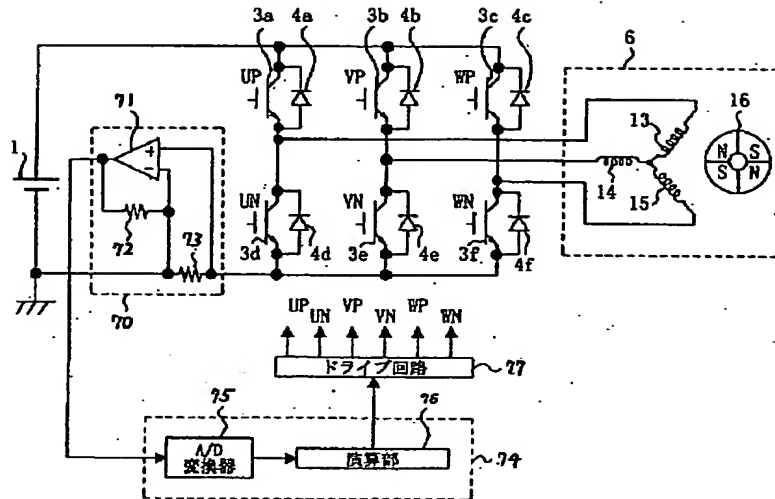 3a 4a 3b 4b 3c 4c
UP VP WP
6
71
1
13
16
N S
S N
14
15
72
73
70
UN VN WN
3d 4d 3e 4e 3f 4f
UP UN VP VN WP WN
ドライブ回路
77
75
76
A/D
変換器
演算部
74